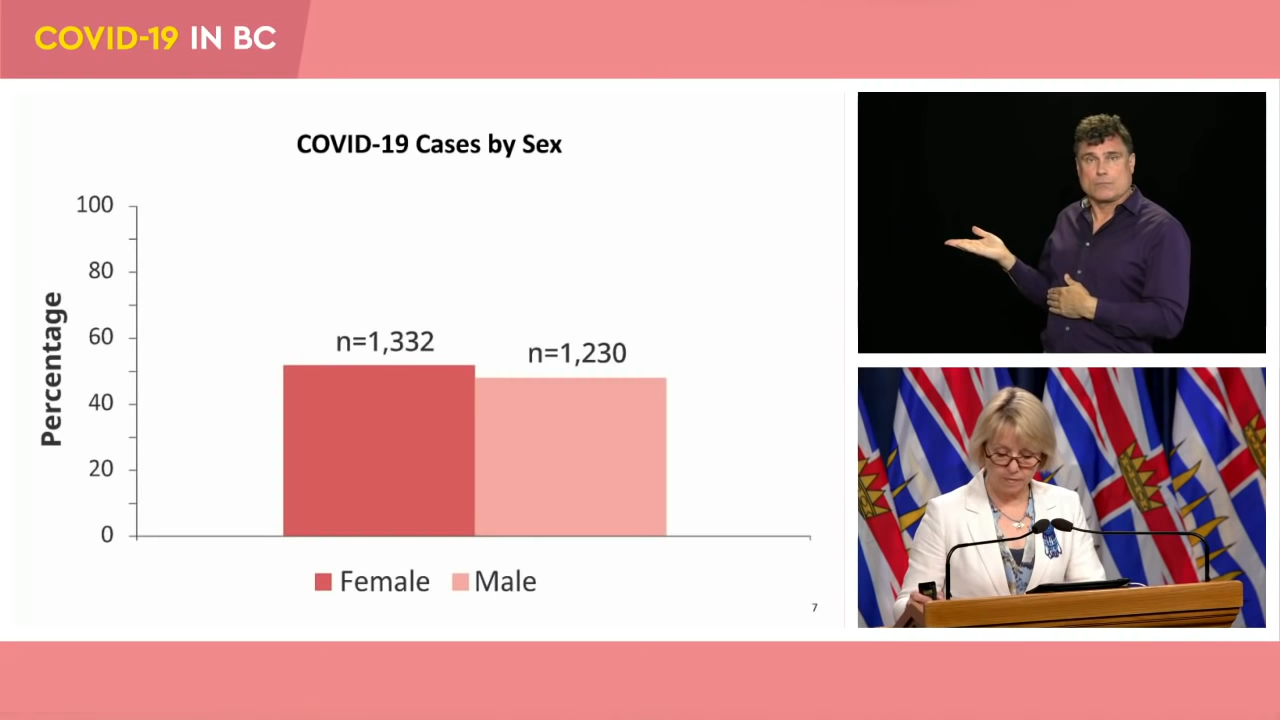 COVID-19 IN BC
COVID-19 Cases by Sex
Percentage
100
80
60
40
20
0
n=1,332
n=1,230
Female
Male
7